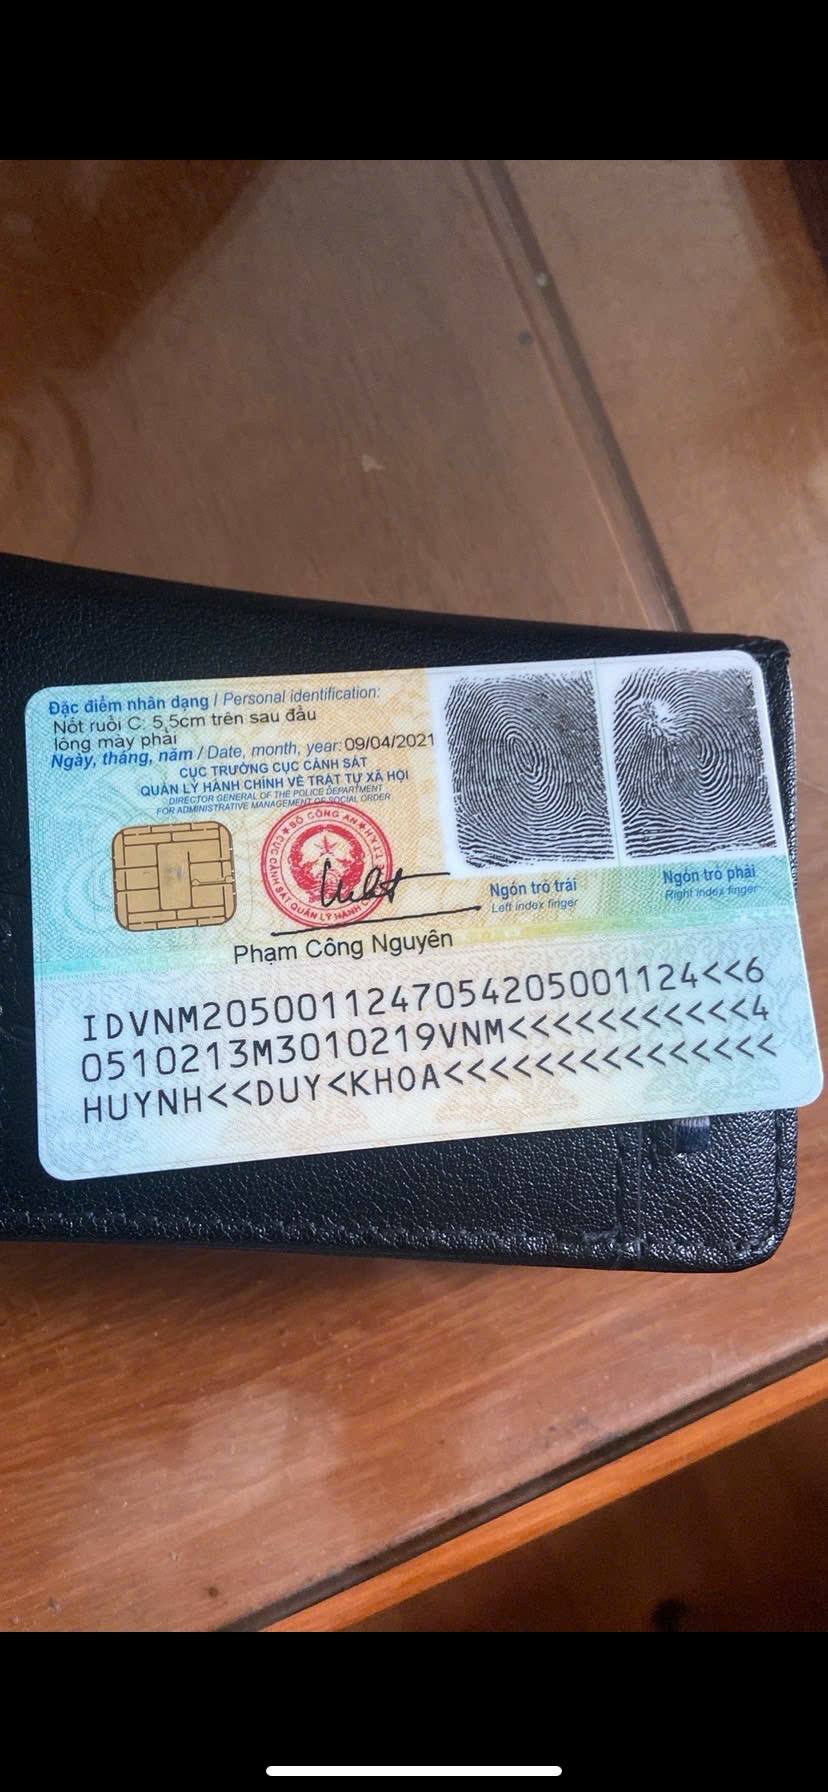 Đặc điểm nhân dạng / Personal identification:
Nốt ruồi C: 5,5cm trên sau đầu
lông mày phải
Ngày, tháng, năm / Date, month, year: 09/04/2021
CỤC TRƯỞNG CỤC CẢNH SÁT
QUẢN LÝ HÀNH CHÍNH VỀ TRẬT TỰ XÃ HỘI
DIRECTOR GENERAL OF THE POLICE DEPARTMENT
FOR ADMINISTRATIVE MANAGEMENT OF SOCIAL ORDER
BỘ CÔNG AN
CỤC CẢNH SÁT QUẢN LÝ HÀNH
Ngón trỏ trái
Left index finger
Ngón trỏ phải
Right index finger
Phạm Công Nguyên
IDVNM2050011247054205001124<<6
0510213M3010219VNM<<<<<<<<<<<4
HUYNH<<DUY<KHOA<<<<<<<<<<<<<<<